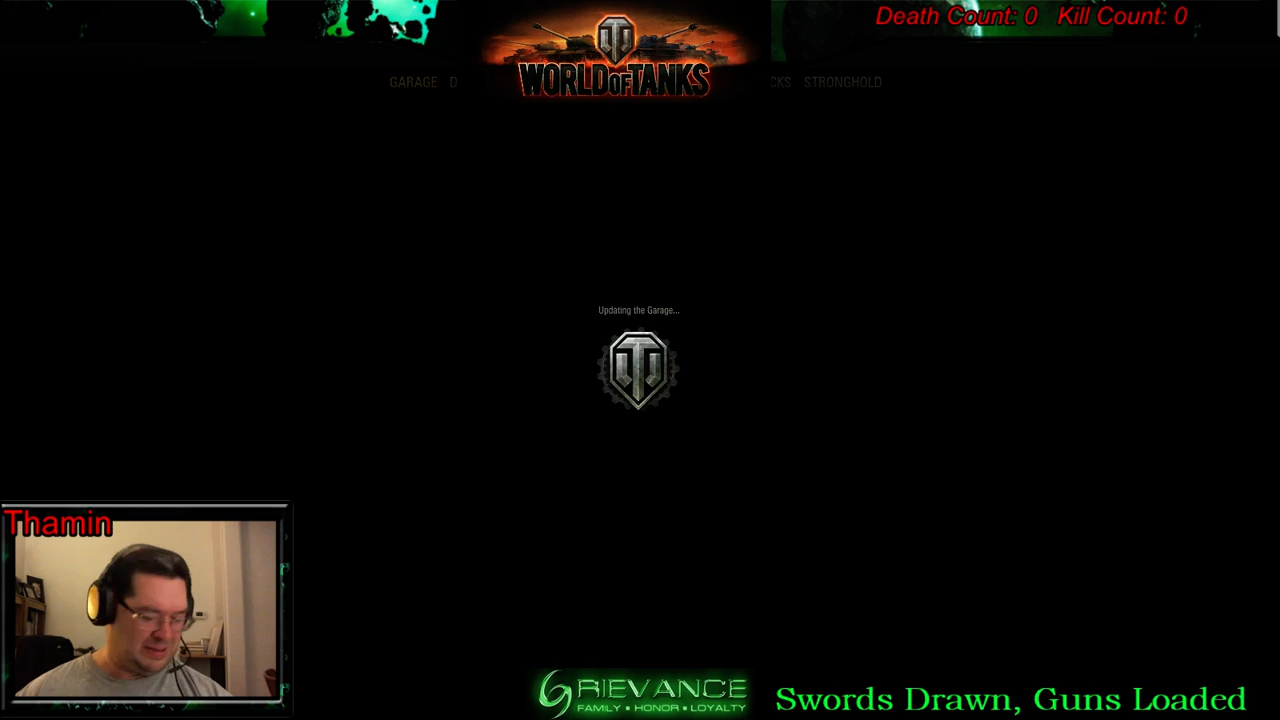 Death Count: 0 Kill Count: 0
WORLD OF TANKS
GARAGE D
CKS STRONGHOLD
Updating the Garage...
Thamin
GRIEVANCE
FAMILY • HONOR • LOYALTY
Swords Drawn, Guns Loaded